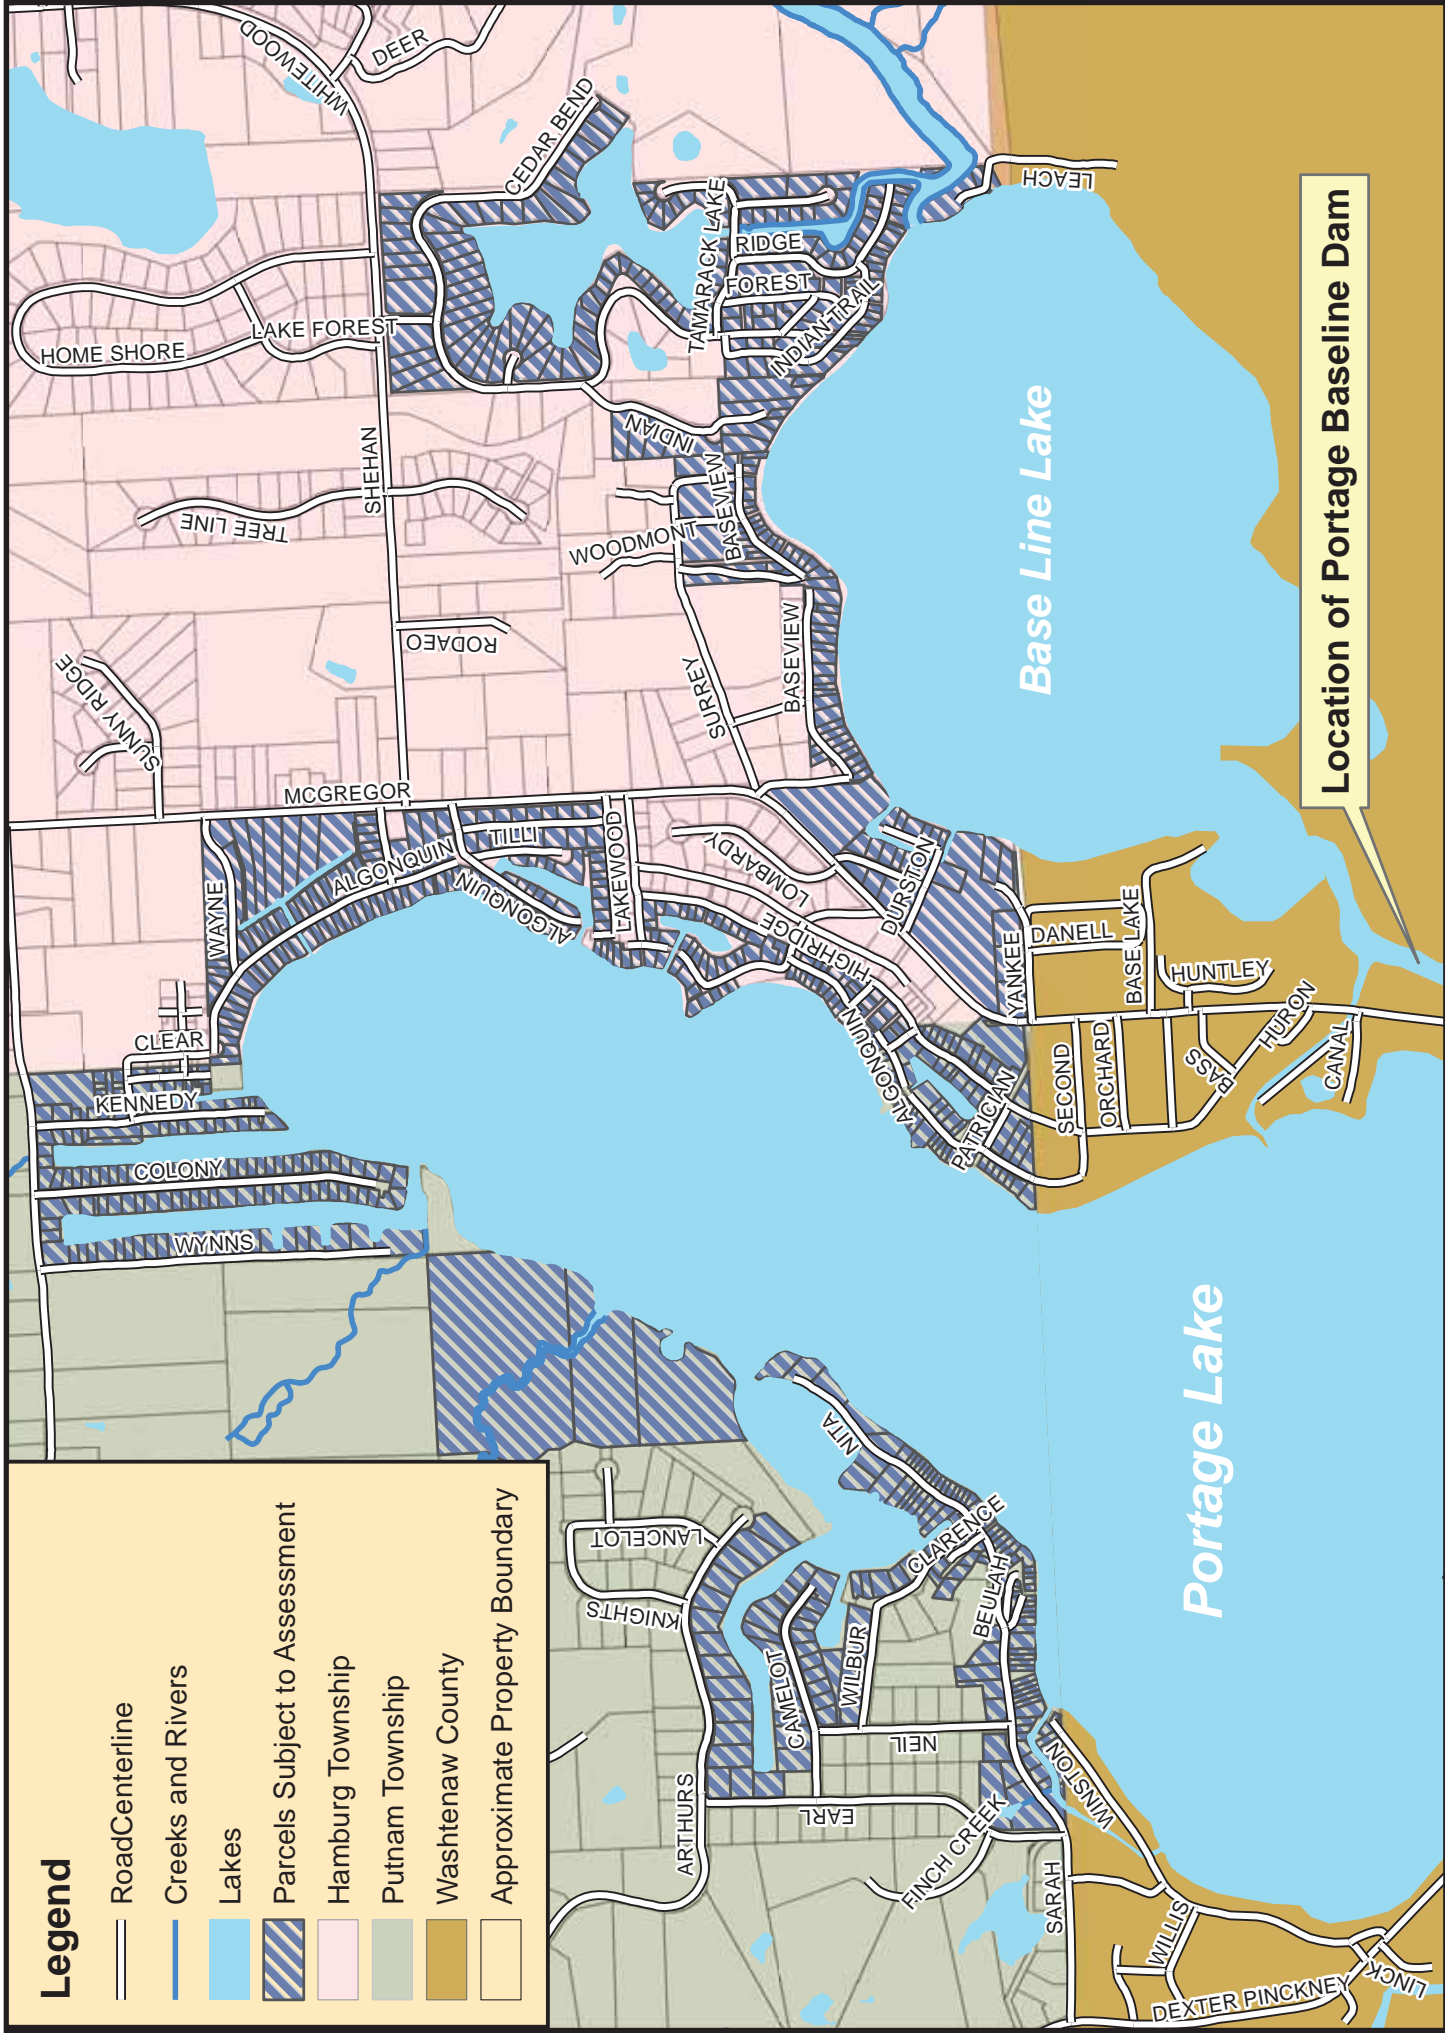 Legend
RoadCenterline
Creeks and Rivers
Lakes
Parcels Subject to Assessment
Hamburg Township
Putnam Township
Washtenaw County
Approximate Property Boundary
Location of Portage Baseline Dam
Portage Lake
Base Line Lake
WYNNS
COLONY
KENNEDY
CLEAR
WAYNE
MCGREGOR
SUNNY RIDGE
RODAEO
TREE LINE
SHEHAN
HOME SHORE
LAKE FOREST
WHITEWOOD
DEER
CEDAR BEND
ALGONQUIN
TILLI
ALGONQUIN
LAKEWOOD
LOMBARDY
HIGHRIDGE
SURREY
BASEVIEW
WOODMONT
BASEVIEW
INDIAN
TAMARACK LAKE
RIDGE
FOREST
INDIAN TRAIL
LEACH
LANCELOT
KNIGHTS
ARTHURS
CAMELOT
WILBUR
NITA
CLARENCE
BEULAH
NEIL
EARL
FINCH CREEK
SARAH
WINSTON
WILLIS
DEXTER PINCKNEY
LINCK
ALGONQUIN
PATRICIAN
DURSTON
YANKEE
DANELL
BASE LAKE
HUNTLEY
SECOND
ORCHARD
BASS
HURON
CANAL